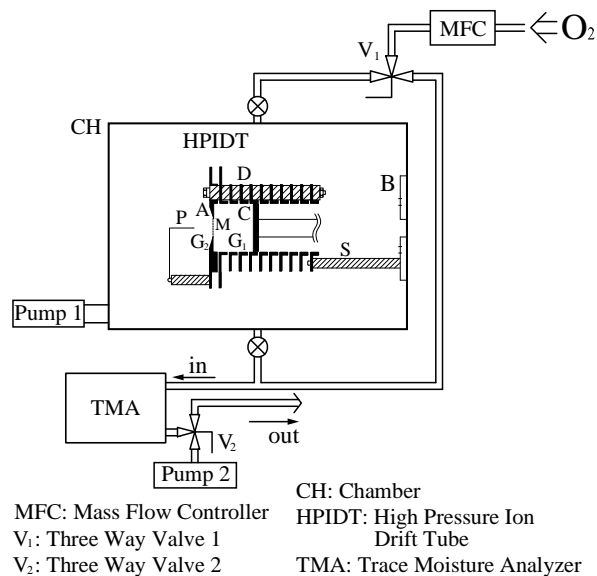 MFC
O₂
V₁
CH
HPIDT
D
B
A
C
P
M
G₂
G₁
S
Pump 1
in
TMA
out
V₂
Pump 2
MFC: Mass Flow Controller
V₁: Three Way Valve 1
V₂: Three Way Valve 2
CH: Chamber
HPIDT: High Pressure Ion
Drift Tube
TMA: Trace Moisture Analyzer